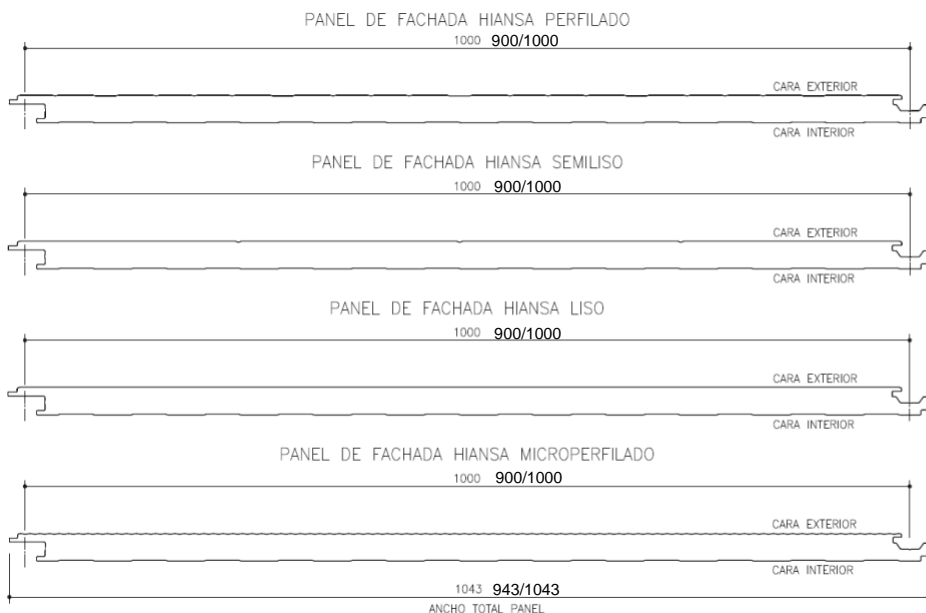 PANEL DE FACHADA HIANSA PERFILADO
1000 900/1000
CARA EXTERIOR
CARA INTERIOR
PANEL DE FACHADA HIANSA SEMILISO
1000 900/1000
CARA EXTERIOR
CARA INTERIOR
PANEL DE FACHADA HIANSA LISO
1000 900/1000
CARA EXTERIOR
CARA INTERIOR
PANEL DE FACHADA HIANSA MICROPERFILADO
1000 900/1000
CARA EXTERIOR
CARA INTERIOR
1043 943/1043
ANCHO TOTAL PANEL